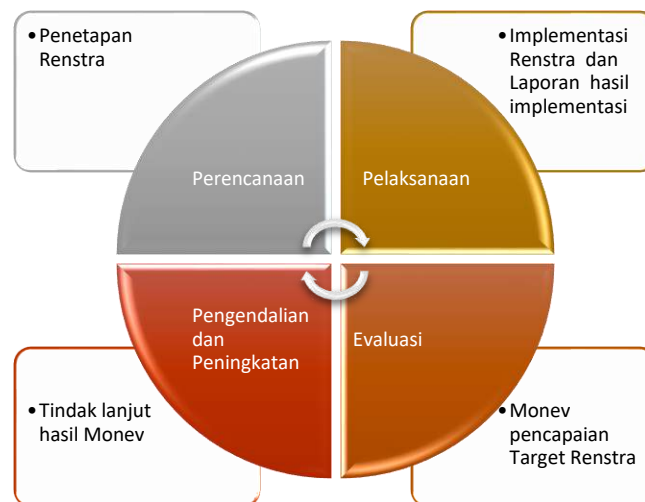 •Penetapan
Renstra
•Implementasi
Renstra dan
Laporan hasil
implementasi
Perencanaan
Pelaksanaan
Pengendalian
dan
Peningkatan
Evaluasi
•Tindak lanjut
hasil Monev
•Monev
pencapaian
Target Renstra